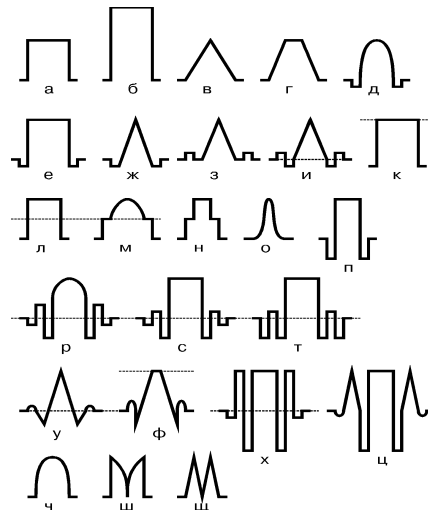 а б в г д
е ж з и к
л м н о п
р с т
у ф х ц
ч ш щ